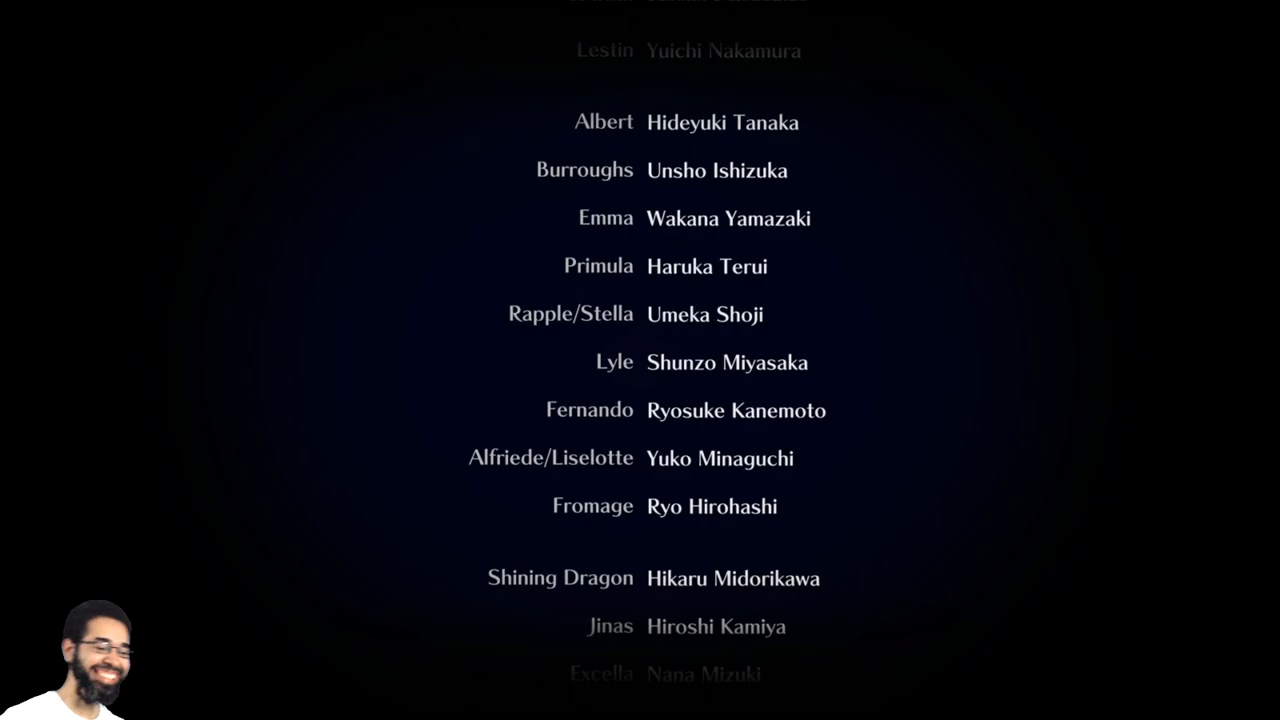 Lestin Yuichi Nakamura
Albert Hideyuki Tanaka
Burroughs Unsho Ishizuka
Emma Wakana Yamazaki
Primula Haruka Terui
Rapple/Stella Umeka Shoji
Lyle Shunzo Miyasaka
Fernando Ryosuke Kanemoto
Alfriede/Liselotte Yuko Minaguchi
Fromage Ryo Hirohashi
Shining Dragon Hikaru Midorikawa
Jinas Hiroshi Kamiya
Excella Nana Mizuki